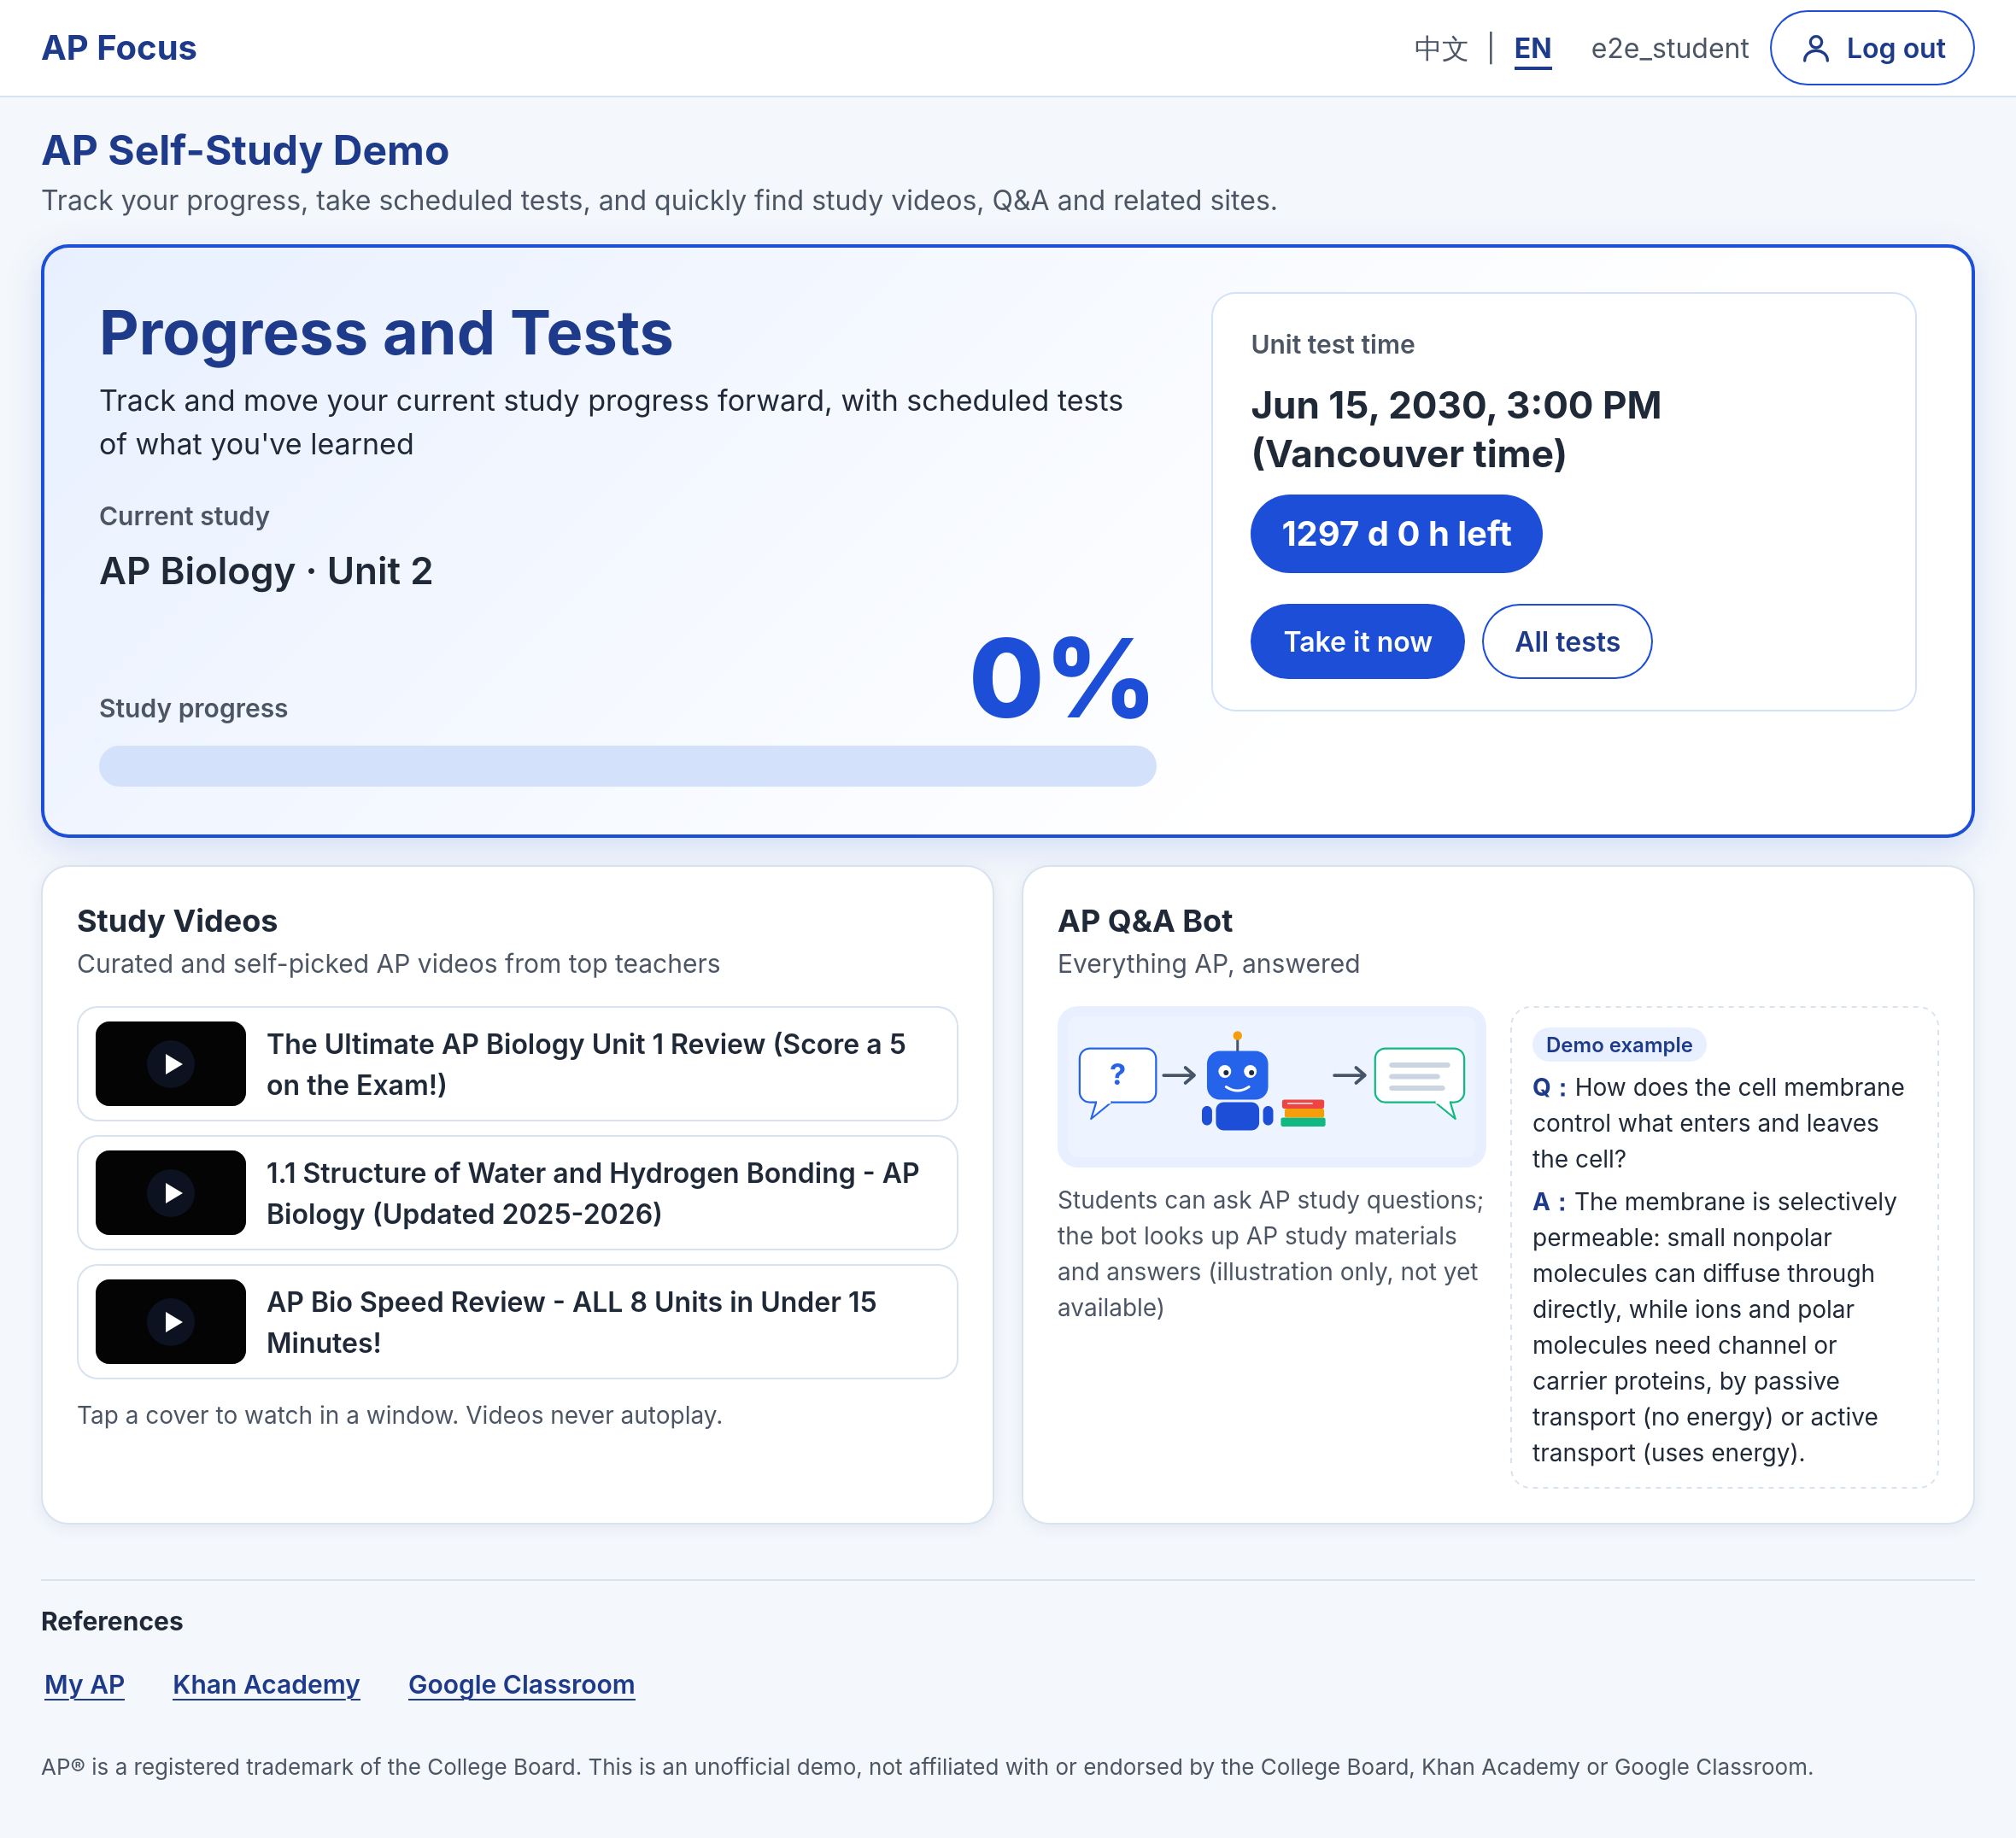 AP Focus
中文 | EN e2e_student Log out
AP Self-Study Demo
Track your progress, take scheduled tests, and quickly find study videos, Q&A and related sites.
Progress and Tests
Track and move your current study progress forward, with scheduled tests
of what you've learned
Current study
AP Biology · Unit 2
Study progress
0%
Unit test time
Jun 15, 2030, 3:00 PM
(Vancouver time)
1297 d 0 h left
Take it now
All tests
Study Videos
Curated and self-picked AP videos from top teachers
The Ultimate AP Biology Unit 1 Review (Score a 5
on the Exam!)
1.1 Structure of Water and Hydrogen Bonding - AP
Biology (Updated 2025-2026)
AP Bio Speed Review - ALL 8 Units in Under 15
Minutes!
Tap a cover to watch in a window. Videos never autoplay.
AP Q&A Bot
Everything AP, answered
?
Students can ask AP study questions;
the bot looks up AP study materials
and answers (illustration only, not yet
available)
Demo example
Q：How does the cell membrane
control what enters and leaves
the cell?
A：The membrane is selectively
permeable: small nonpolar
molecules can diffuse through
directly, while ions and polar
molecules need channel or
carrier proteins, by passive
transport (no energy) or active
transport (uses energy).
References
My AP
Khan Academy
Google Classroom
AP® is a registered trademark of the College Board. This is an unofficial demo, not affiliated with or endorsed by the College Board, Khan Academy or Google Classroom.